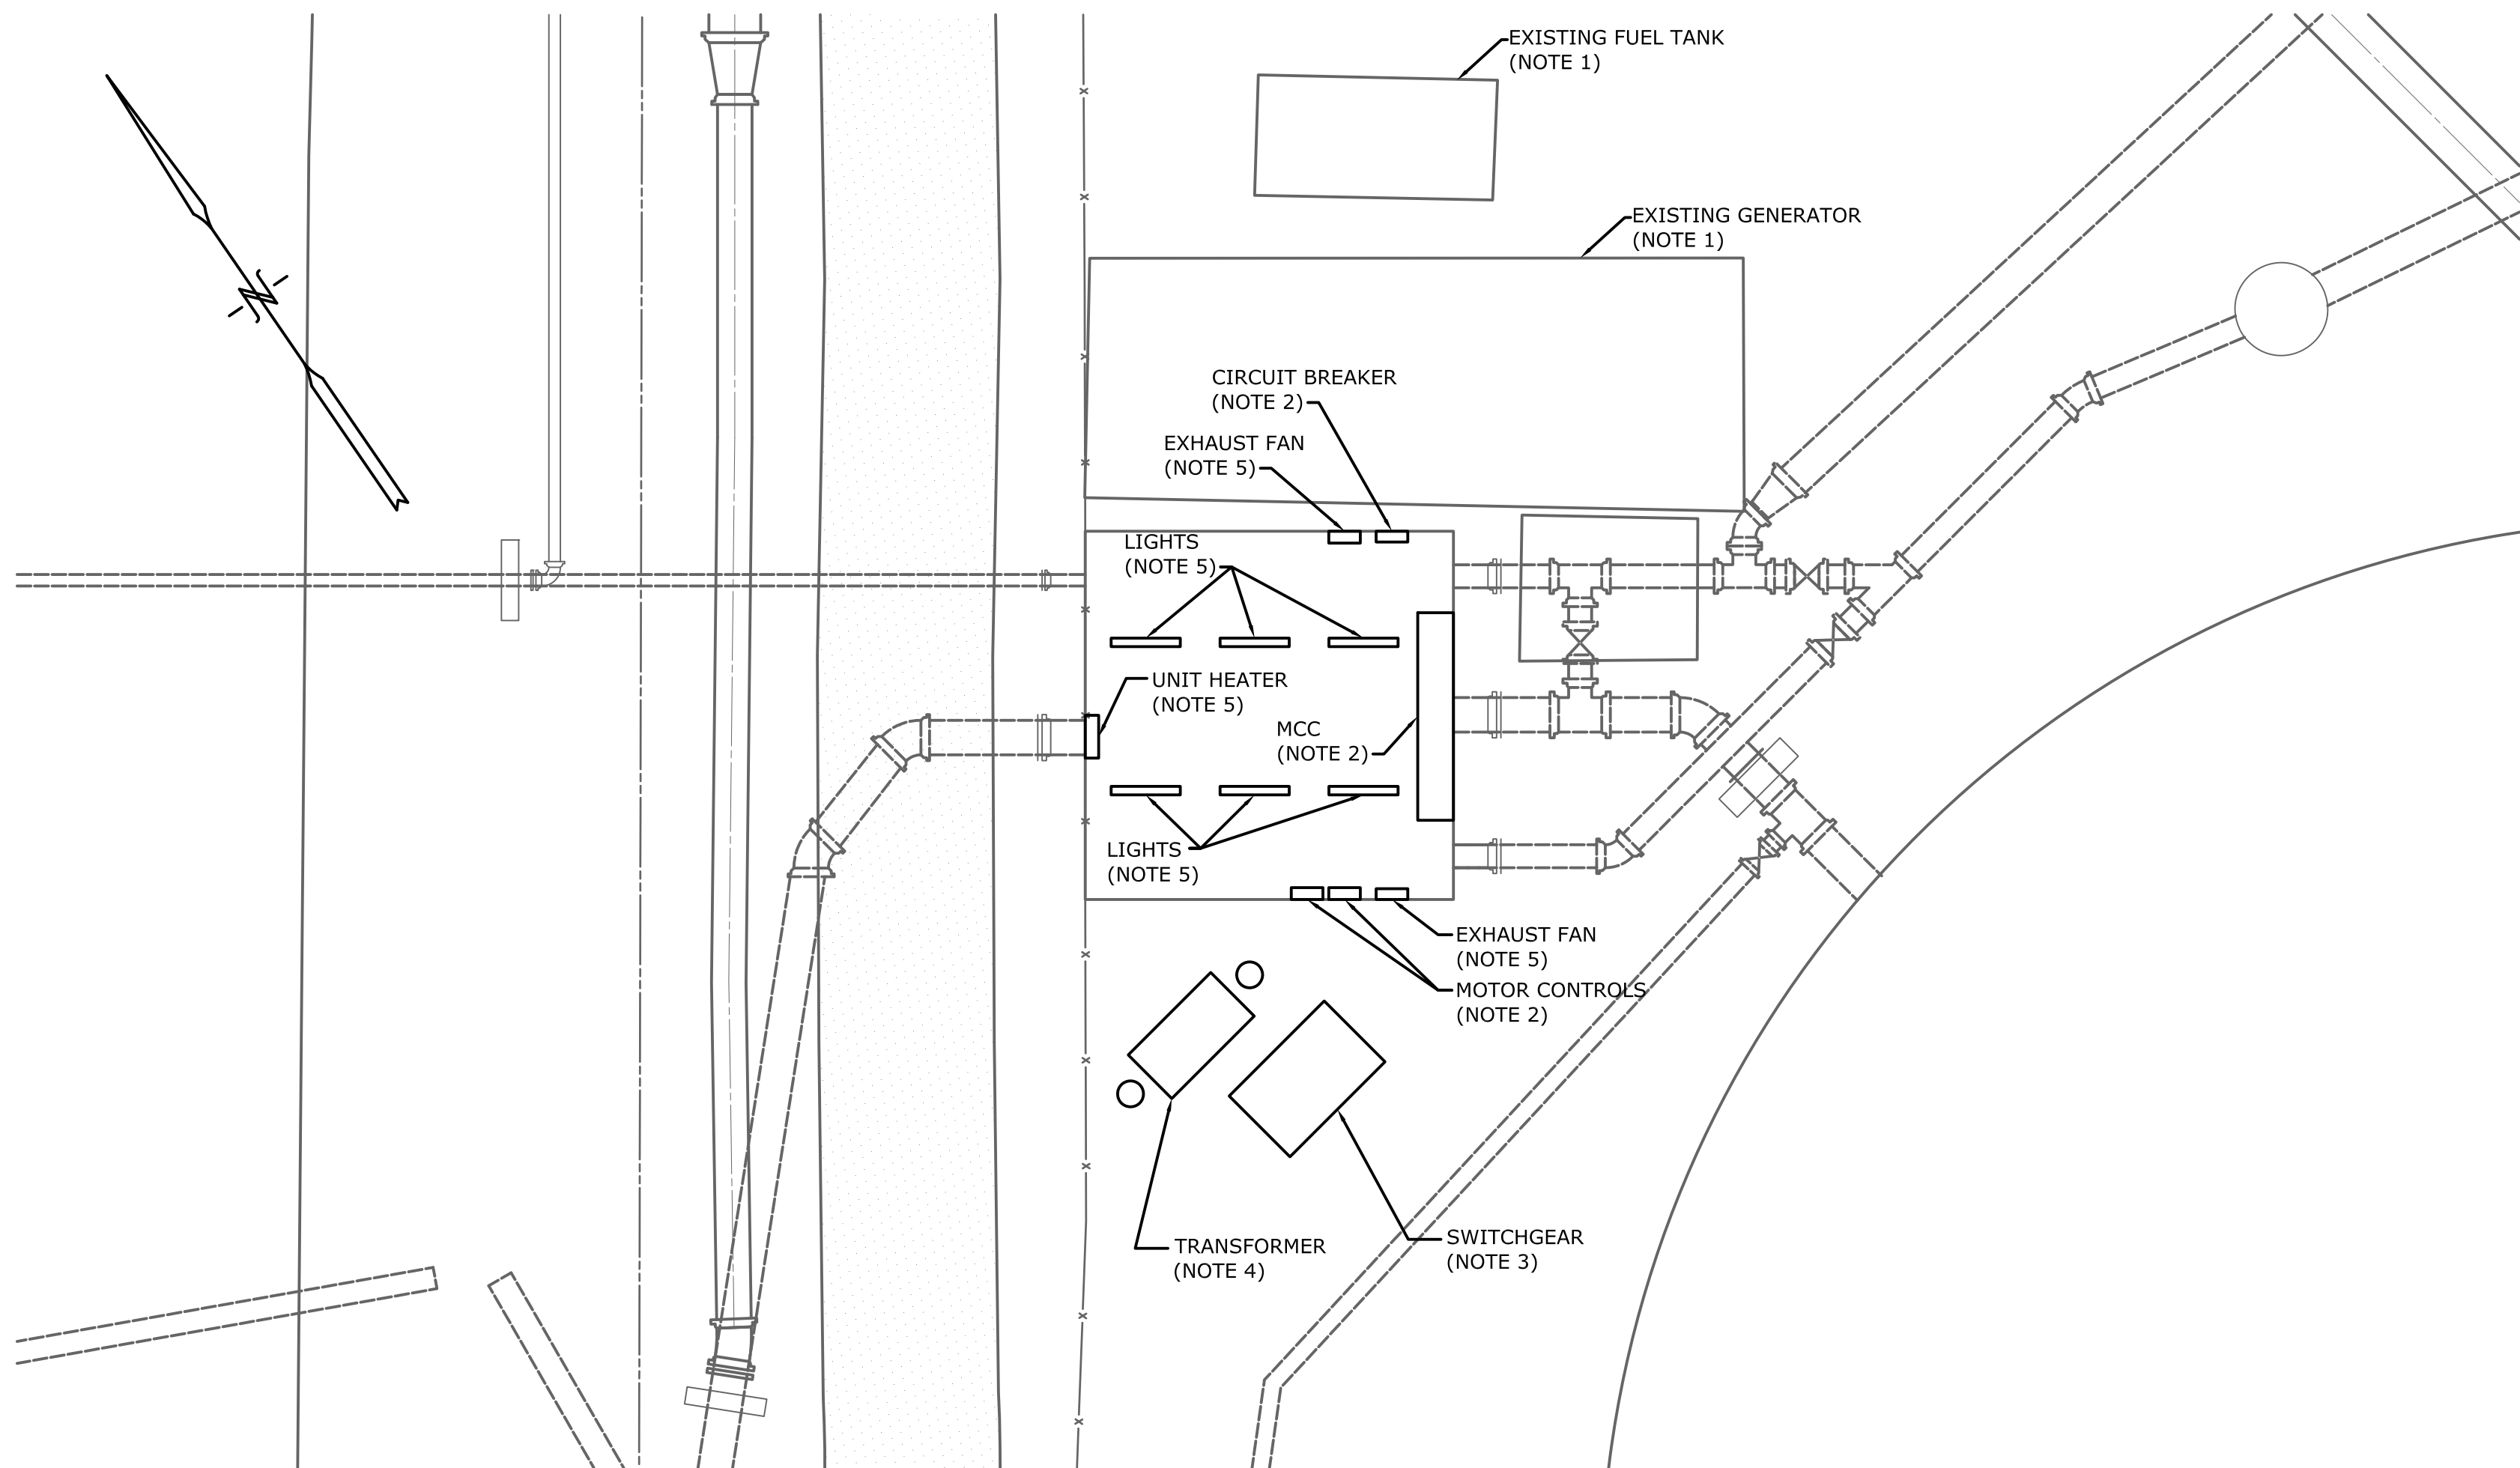 EXISTING FUEL TANK
(NOTE 1)
EXISTING GENERATOR
(NOTE 1)
CIRCUIT BREAKER
(NOTE 2)
EXHAUST FAN
(NOTE 5)
LIGHTS
(NOTE 5)
UNIT HEATER
(NOTE 5)
MCC
(NOTE 2)
LIGHTS
(NOTE 5)
EXHAUST FAN
(NOTE 5)
MOTOR CONTROLS
(NOTE 2)
TRANSFORMER
(NOTE 4)
SWITCHGEAR
(NOTE 3)
N